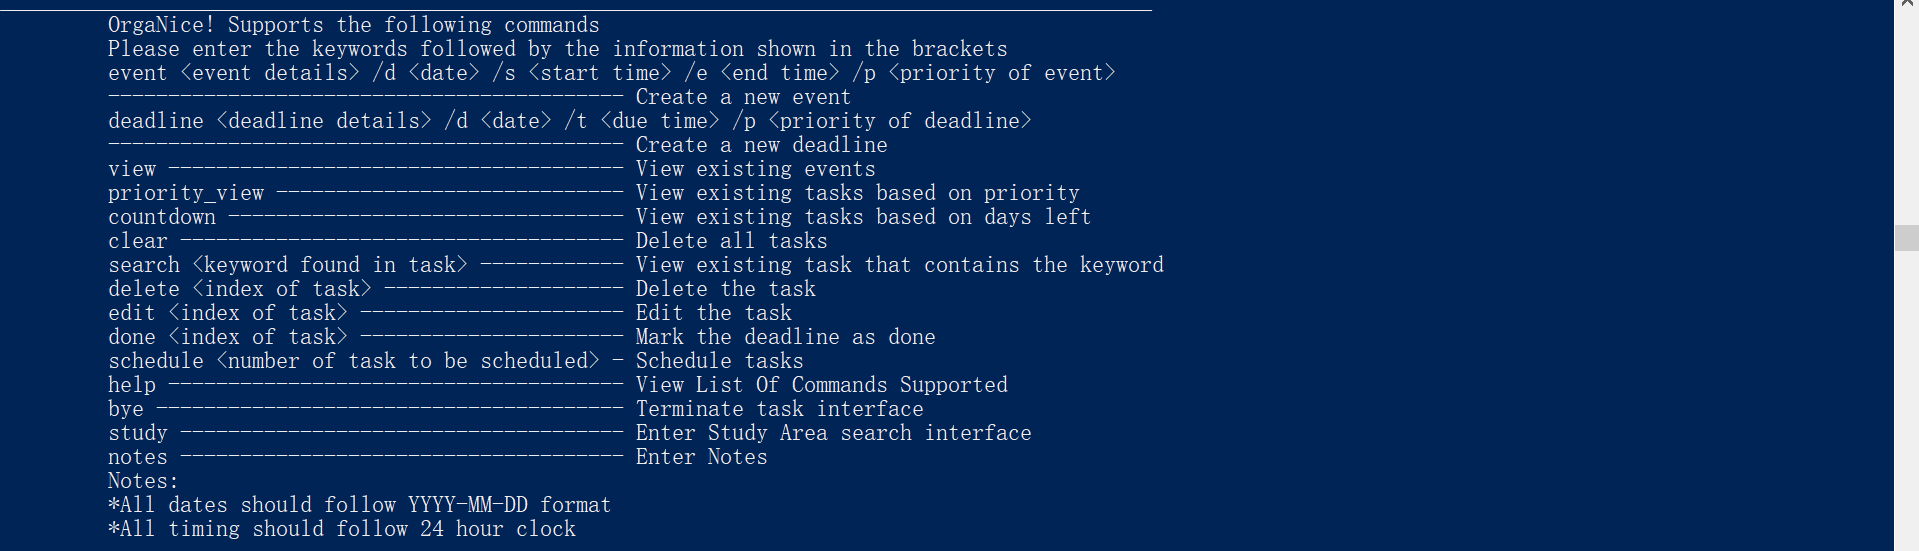 OrgaNice! Supports the following commands
Please enter the keywords followed by the information shown in the brackets
event <event details> /d <date> /s <start time> /e <end time> /p <priority of event>
------------------------------------------- Create a new event
deadline <deadline details> /d <date> /t <due time> /p <priority of deadline>
------------------------------------------- Create a new deadline
view -------------------------------------- View existing events
priority_view ----------------------------- View existing tasks based on priority
countdown --------------------------------- View existing tasks based on days left
clear ------------------------------------- Delete all tasks
search <keyword found in task> ------------ View existing task that contains the keyword
delete <index of task> -------------------- Delete the task
edit <index of task> ---------------------- Edit the task
done <index of task> ---------------------- Mark the deadline as done
schedule <number of task to be scheduled> - Schedule tasks
help -------------------------------------- View List Of Commands Supported
bye --------------------------------------- Terminate task interface
study ------------------------------------- Enter Study Area search interface
notes ------------------------------------- Enter Notes
Notes:
*All dates should follow YYYY-MM-DD format
*All timing should follow 24 hour clock